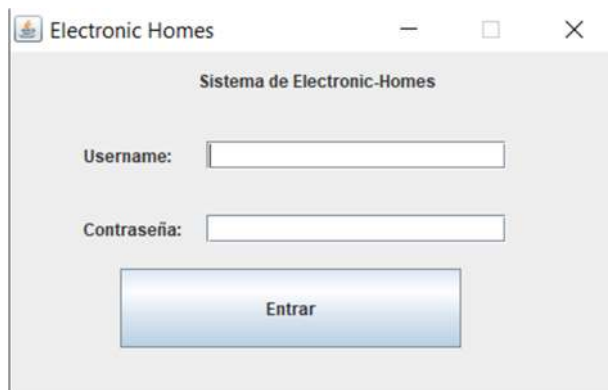 Electronic Homes
Sistema de Electronic-Homes
Username:
Contraseña:
Entrar